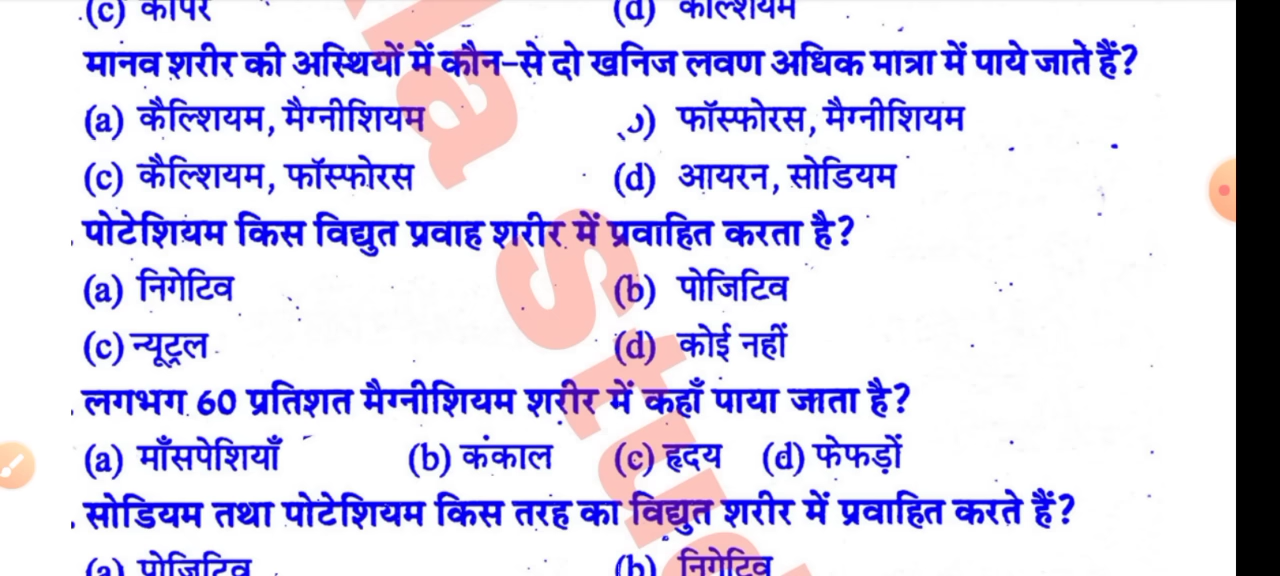 (c) कॉपर (d) कैल्शियम
मानव शरीर की अस्थियों में कौन-से दो खनिज लवण अधिक मात्रा में पाये जाते हैं?
(a) कैल्शियम, मैग्नीशियम फॉस्फोरस, मैग्नीशियम
(c) कैल्शियम, फॉस्फोरस (d) आयरन, सोडियम
पोटेशियम किस विद्युत प्रवाह शरीर में प्रवाहित करता है?
(a) निगेटिव (b) पोजिटिव
(c) न्यूट्रल (d) कोई नहीं
लगभग 60 प्रतिशत मैग्नीशियम शरीर में कहाँ पाया जाता है?
(a) माँसपेशियाँ (b) कंकाल (c) हृदय (d) फेफड़ों
सोडियम तथा पोटेशियम किस तरह का विद्युत शरीर में प्रवाहित करते हैं?
(a) पोजिटिव (b) निगेटिव